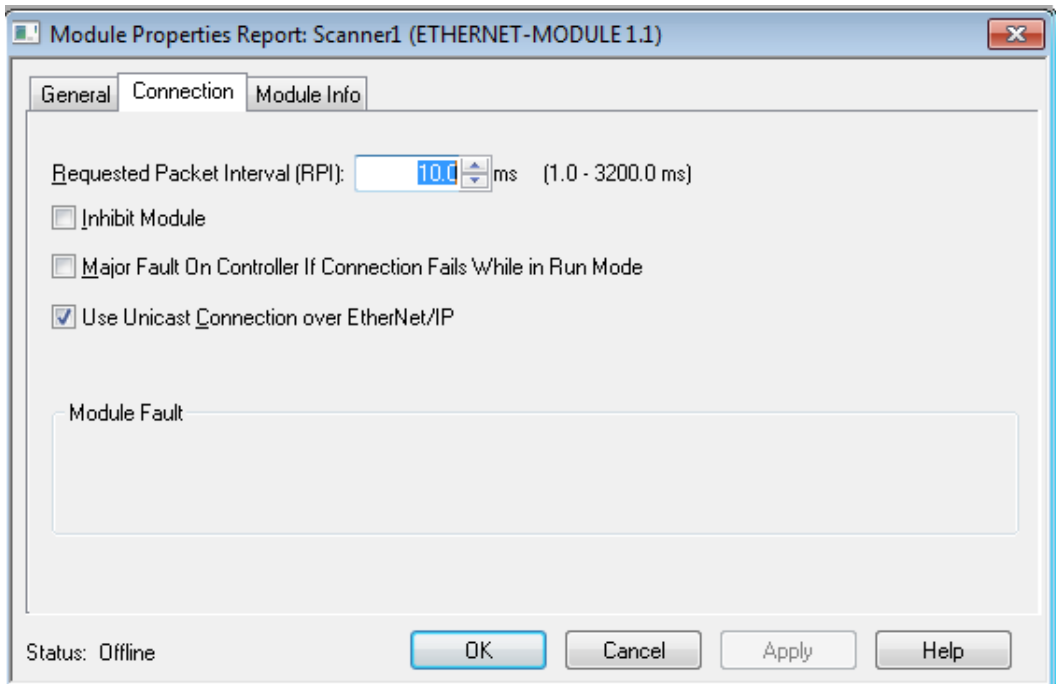 Module Properties Report: Scanner1 (ETHERNET-MODULE 1.1)
General Connection Module Info
Requested Packet Interval (RPI): 10.0 ms (1.0 - 3200.0 ms)
Inhibit Module
Major Fault On Controller If Connection Fails While in Run Mode
Use Unicast Connection over EtherNet/IP
Module Fault
Status: Offline OK Cancel Apply Help